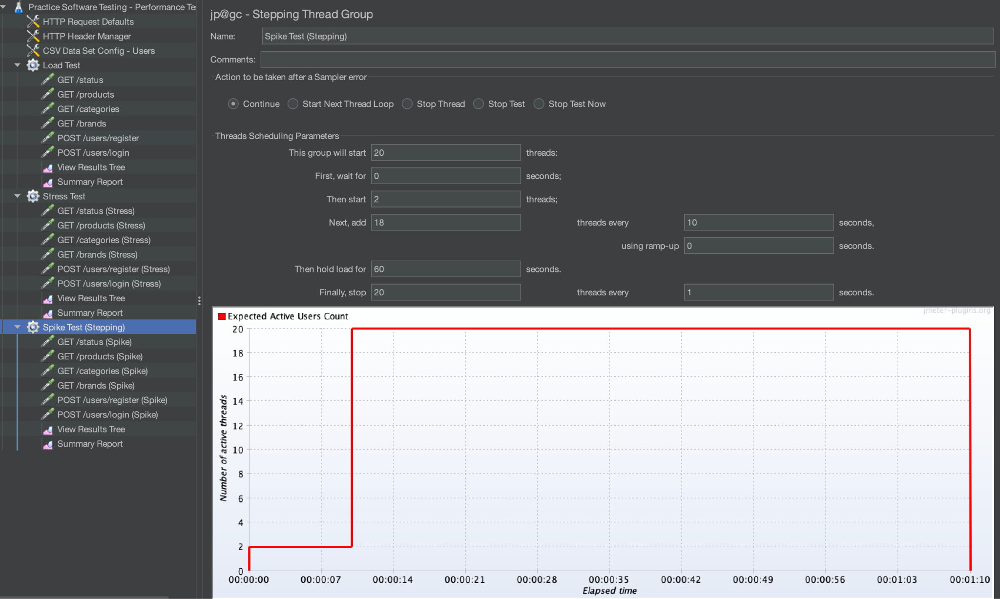 Practice Software Testing - Performance Te
HTTP Request Defaults
HTTP Header Manager
CSV Data Set Config - Users
Load Test
GET /status
GET /products
GET /categories
GET /brands
POST /users/register
POST /users/login
View Results Tree
Summary Report
Stress Test
GET /status (Stress)
GET /products (Stress)
GET /categories (Stress)
GET /brands (Stress)
POST /users/register (Stress)
POST /users/login (Stress)
View Results Tree
Summary Report
Spike Test (Stepping)
GET /status (Spike)
GET /products (Spike)
GET /categories (Spike)
GET /brands (Spike)
POST /users/register (Spike)
POST /users/login (Spike)
View Results Tree
Summary Report
jp@gc - Stepping Thread Group
Name: Spike Test (Stepping)
Comments:
Action to be taken after a Sampler error
Continue Start Next Thread Loop Stop Thread Stop Test Stop Test Now
Threads Scheduling Parameters
This group will start 20 threads:
First, wait for 0 seconds;
Then start 2 threads;
Next, add 18 threads every 10 seconds,
using ramp-up 0 seconds.
Then hold load for 60 seconds.
Finally, stop 20 threads every 1 seconds.
jmeter-plugins.org
Expected Active Users Count
20
18
16
14
12
10
8
6
4
2
0
Number of active threads
00:00:00 00:00:07 00:00:14 00:00:21 00:00:28 00:00:35 00:00:42 00:00:49 00:00:56 00:01:03 00:01:10
Elapsed time